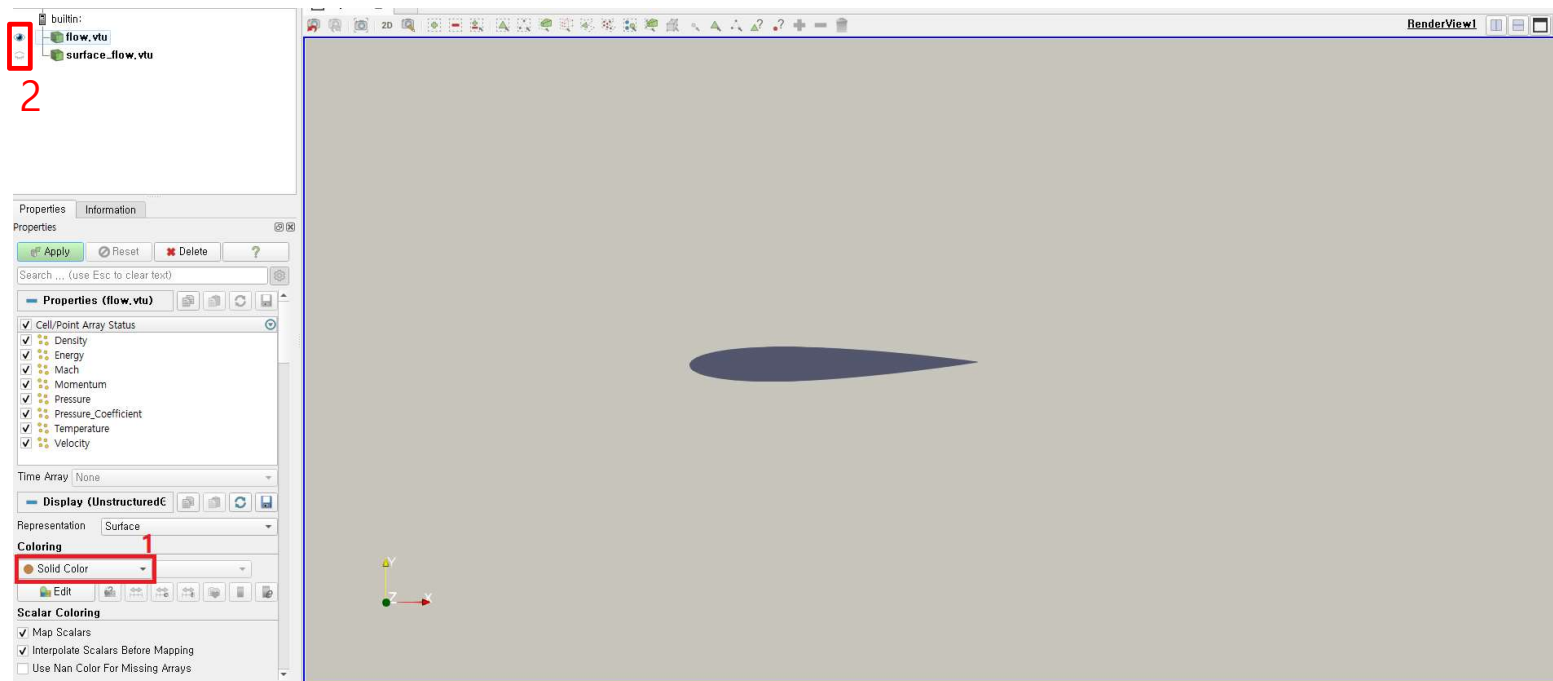 builtin:
flow.vtu
surface_flow.vtu
2
2D
RenderView1
Properties Information
Properties
Apply Reset Delete ?
Search ... (use Esc to clear text)
Properties (flow.vtu)
Cell/Point Array Status
Density
Energy
Mach
Momentum
Pressure
Pressure_Coefficient
Temperature
Velocity
Time Array None
Display (UnstructuredG
Representation Surface
Coloring
1
Solid Color
Edit
Scalar Coloring
Map Scalars
Interpolate Scalars Before Mapping
Use Nan Color For Missing Arrays
Y
Z X